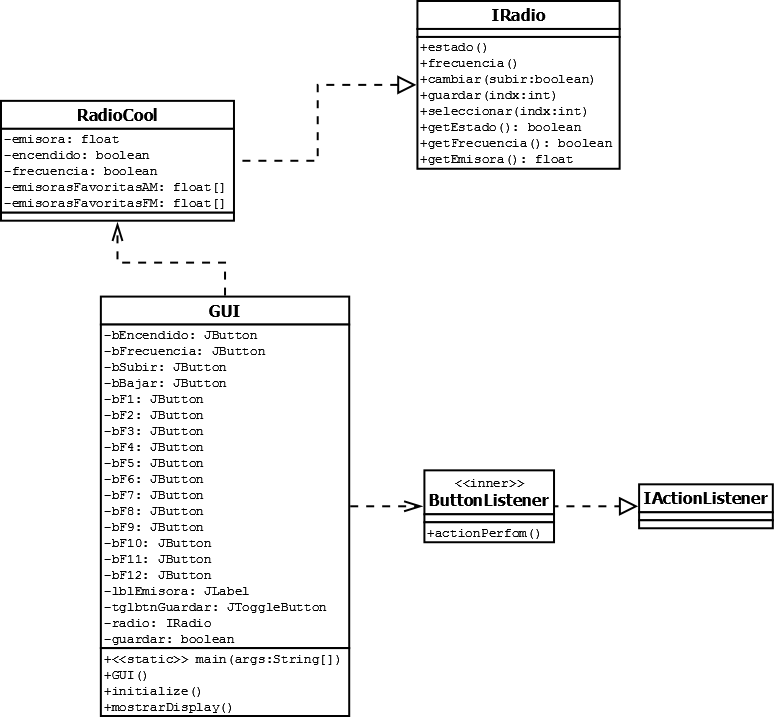 IRadio
+estado()
+frecuencia()
+cambiar(subir:boolean)
+guardar(indx:int)
+seleccionar(indx:int)
+getEstado(): boolean
+getFrecuencia(): boolean
+getEmisora(): float
RadioCool
-emisora: float
-encendido: boolean
-frecuencia: boolean
-emisorasFavoritasAM: float[]
-emisorasFavoritasFM: float[]
GUI
-bEncendido: JButton
-bFrecuencia: JButton
-bSubir: JButton
-bBajar: JButton
-bF1: JButton
-bF2: JButton
-bF3: JButton
-bF4: JButton
-bF5: JButton
-bF6: JButton
-bF7: JButton
-bF8: JButton
-bF9: JButton
-bF10: JButton
-bF11: JButton
-bF12: JButton
-lblEmisora: JLabel
-tglbtnGuardar: JToggleButton
-radio: IRadio
-guardar: boolean
+<<static>> main(args:String[])
+GUI()
+initialize()
+mostrarDisplay()
<<inner>>
ButtonListener
+actionPerfom()
IActionListener